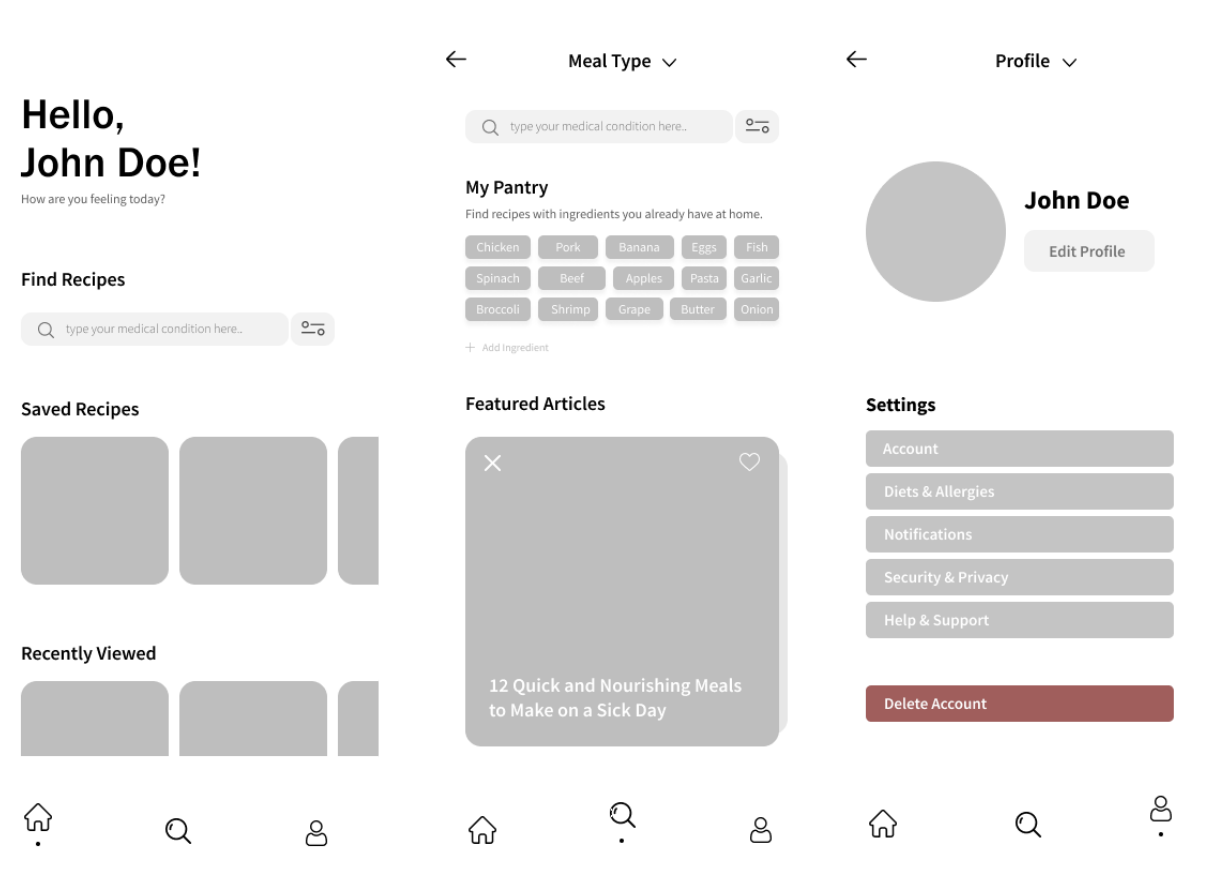 Hello,
John Doe!
How are you feeling today?
Find Recipes
type your medical condition here..
Saved Recipes
Recently Viewed
Meal Type
type your medical condition here..
My Pantry
Find recipes with ingredients you already have at home.
Chicken Pork Banana Eggs Fish
Spinach Beef Apples Pasta Garlic
Broccoli Shrimp Grape Butter Onion
+ Add Ingredient
Featured Articles
12 Quick and Nourishing Meals
to Make on a Sick Day
Profile
John Doe
Edit Profile
Settings
Account
Diets & Allergies
Notifications
Security & Privacy
Help & Support
Delete Account